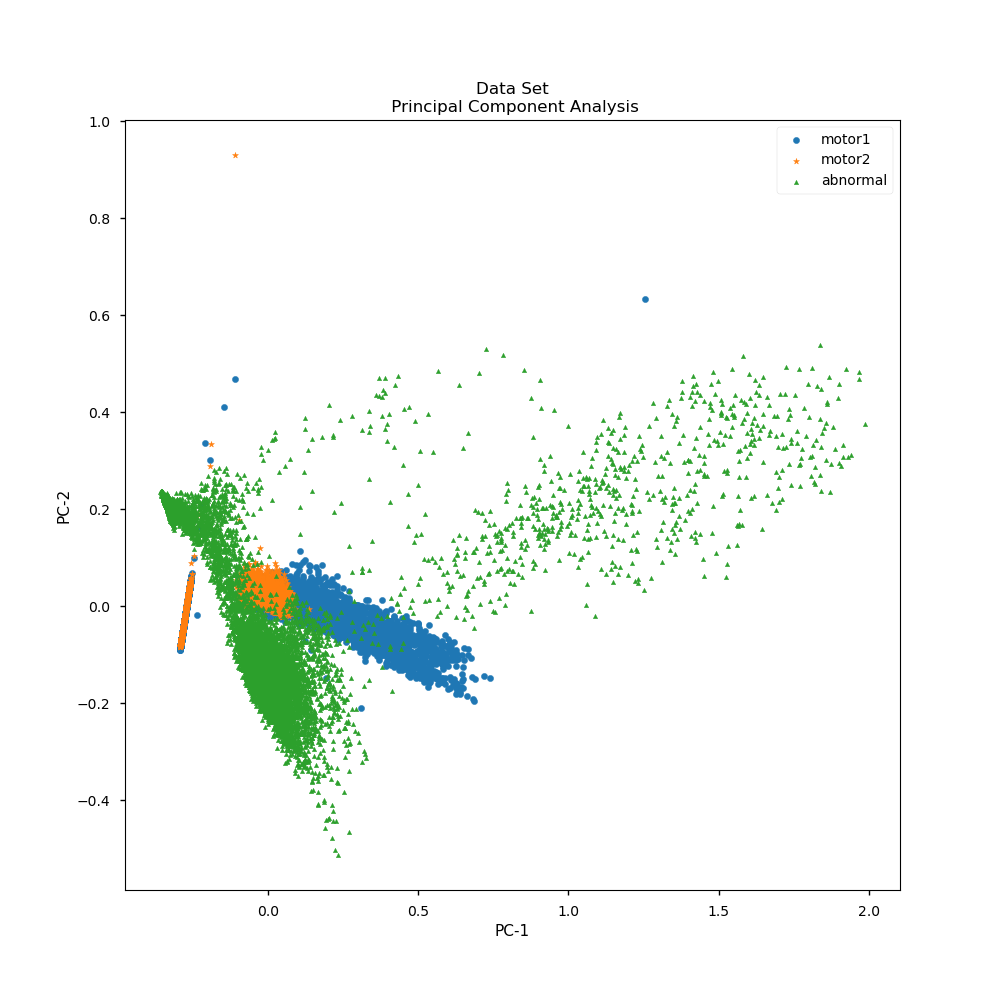 Data Set
Principal Component Analysis
motor1
motor2
abnormal
1.0
0.8
0.6
0.4
0.2
0.0
−0.2
−0.4
PC-2
0.0
0.5
1.0
1.5
2.0
PC-1